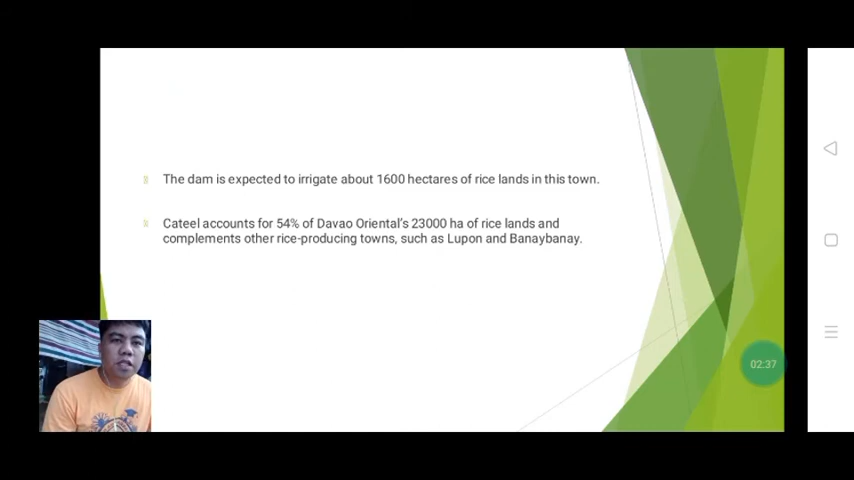 The dam is expected to irrigate about 1600 hectares of rice lands in this town.
Cateel accounts for 54% of Davao Oriental's 23000 ha of rice lands and
complements other rice-producing towns, such as Lupon and Banaybanay.
02:37